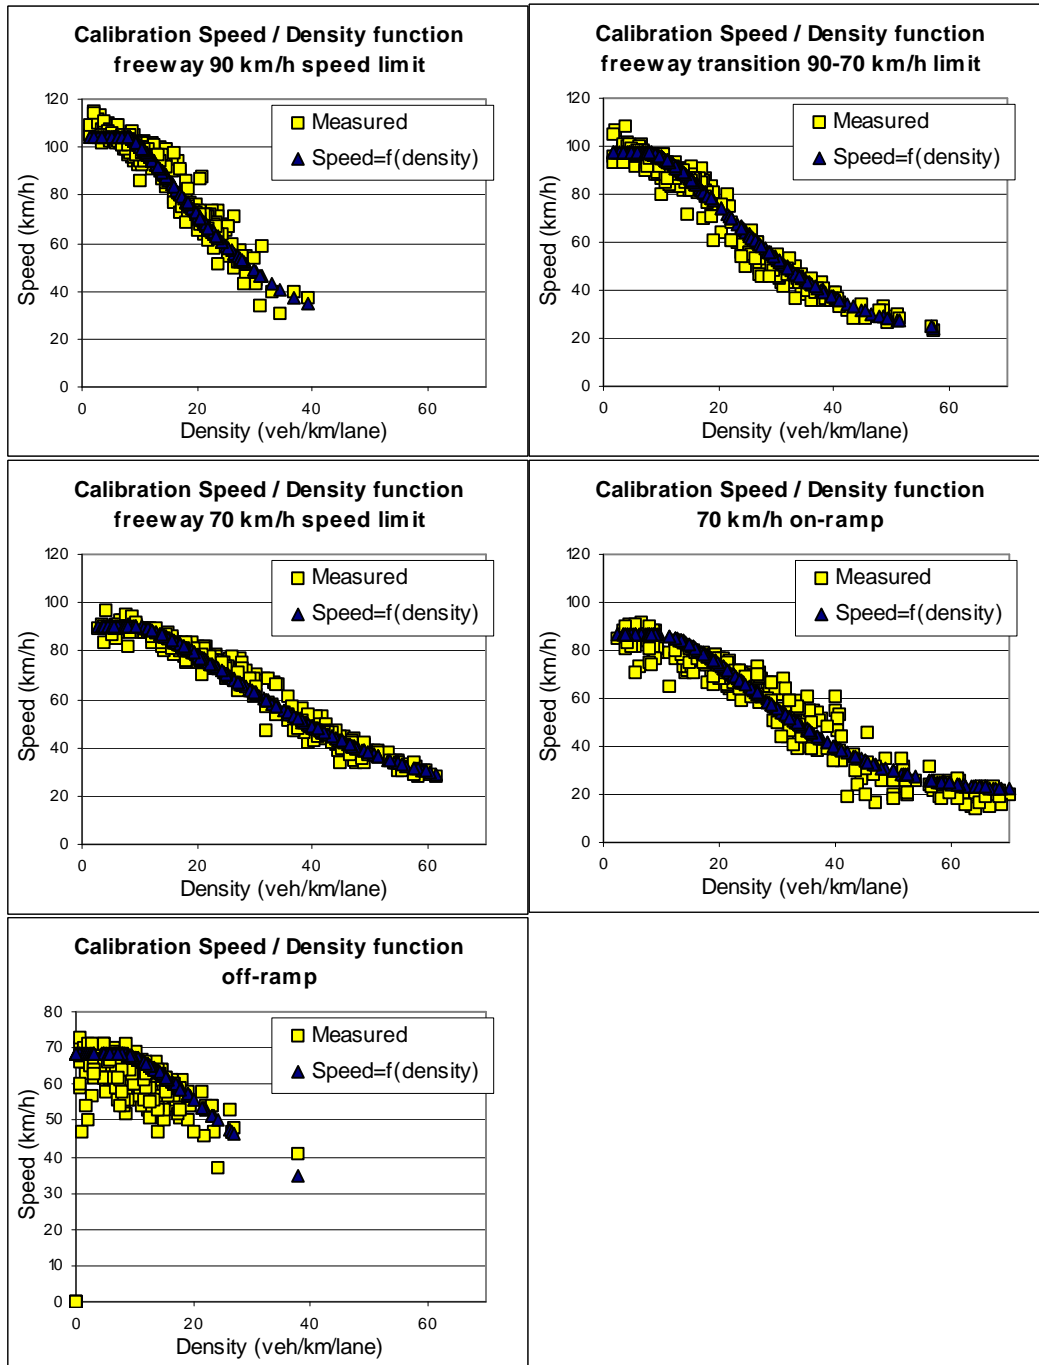 Calibration Speed / Density function
freeway 90 km/h speed limit
Measured
Speed=f(density)
Speed (km/h)
120
100
80
60
40
20
0
0 20 40 60
Density (veh/km/lane)
Calibration Speed / Density function
freeway transition 90-70 km/h limit
Measured
Speed=f(density)
Speed (km/h)
120
100
80
60
40
20
0
0 20 40 60
Density (veh/km/lane)
Calibration Speed / Density function
freeway 70 km/h speed limit
Measured
Speed=f(density)
Speed (km/h)
120
100
80
60
40
20
0
0 20 40 60
Density (veh/km/lane)
Calibration Speed / Density function
70 km/h on-ramp
Measured
Speed=f(density)
Speed (km/h)
120
100
80
60
40
20
0
0 20 40 60
Density (veh/km/lane)
Calibration Speed / Density function
off-ramp
Measured
Speed=f(density)
Speed (km/h)
80
70
60
50
40
30
20
10
0
0 20 40 60
Density (veh/km/lane)